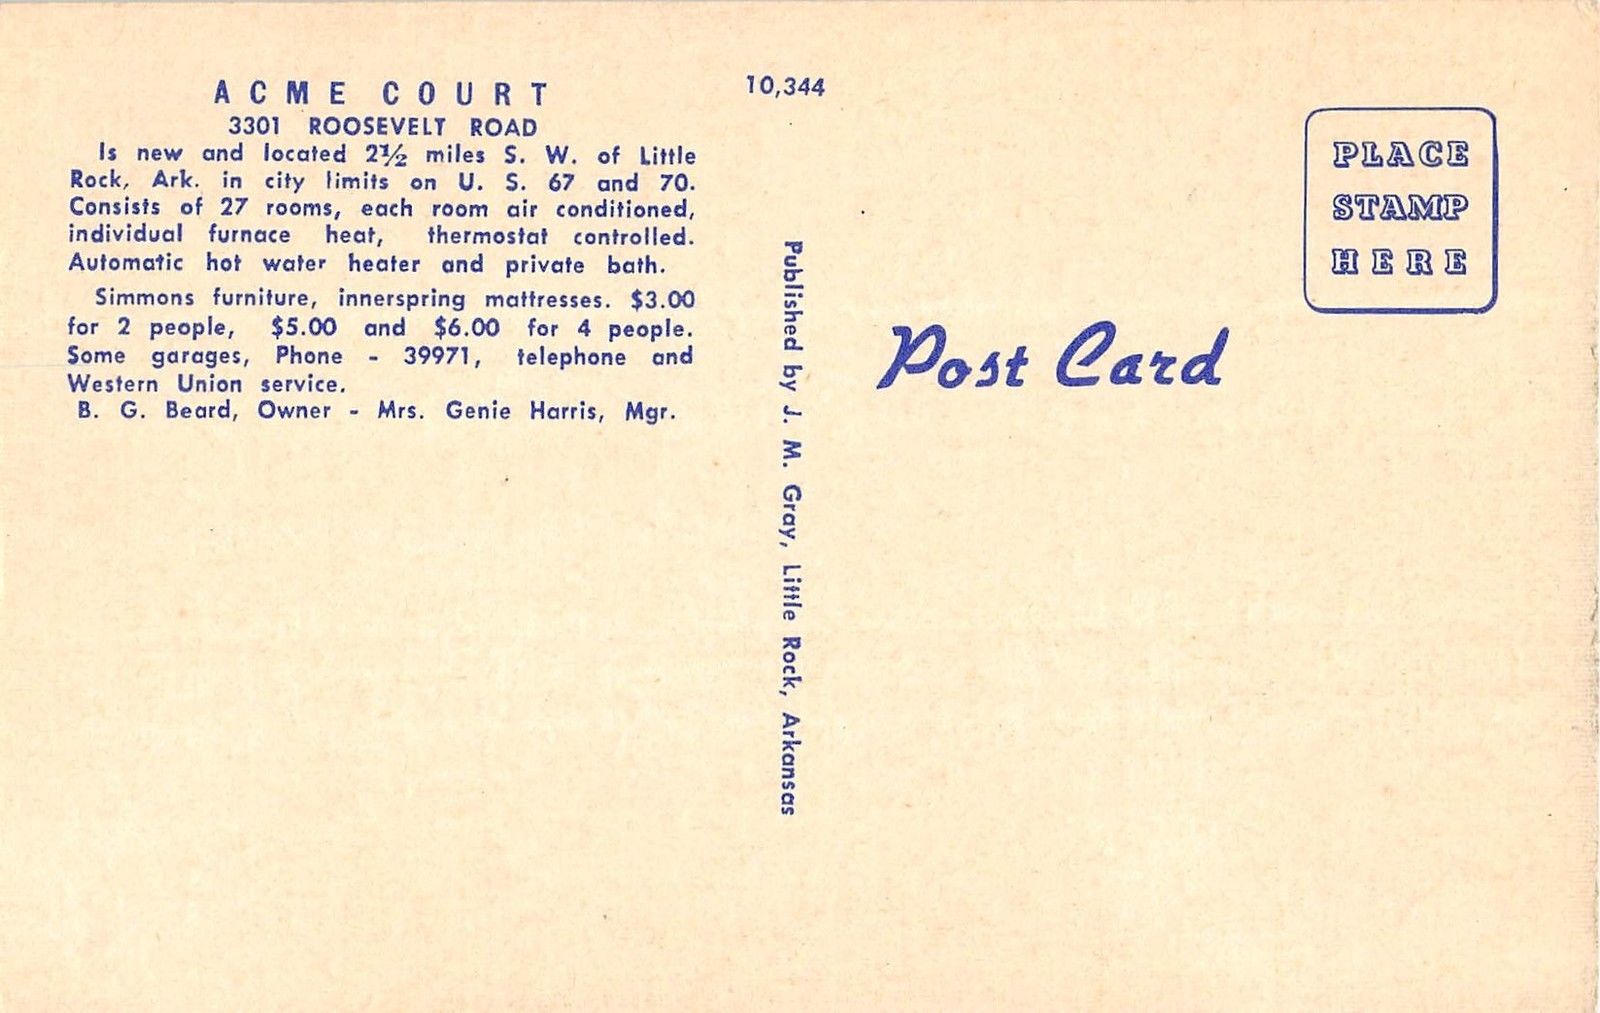 ACME COURT
3301 ROOSEVELT ROAD
Is new and located 2½ miles S. W. of Little
Rock, Ark. in city limits on U. S. 67 and 70.
Consists of 27 rooms, each room air conditioned,
individual furnace heat, thermostat controlled.
Automatic hot water heater and private bath.
Simmons furniture, innerspring mattresses. $3.00
for 2 people, $5.00 and $6.00 for 4 people.
Some garages, Phone - 39971, telephone and
Western Union service.
B. G. Beard, Owner - Mrs. Genie Harris, Mgr.
10,344
Published by J. M. Gray, Little Rock, Arkansas
Post Card
PLACE
STAMP
HERE